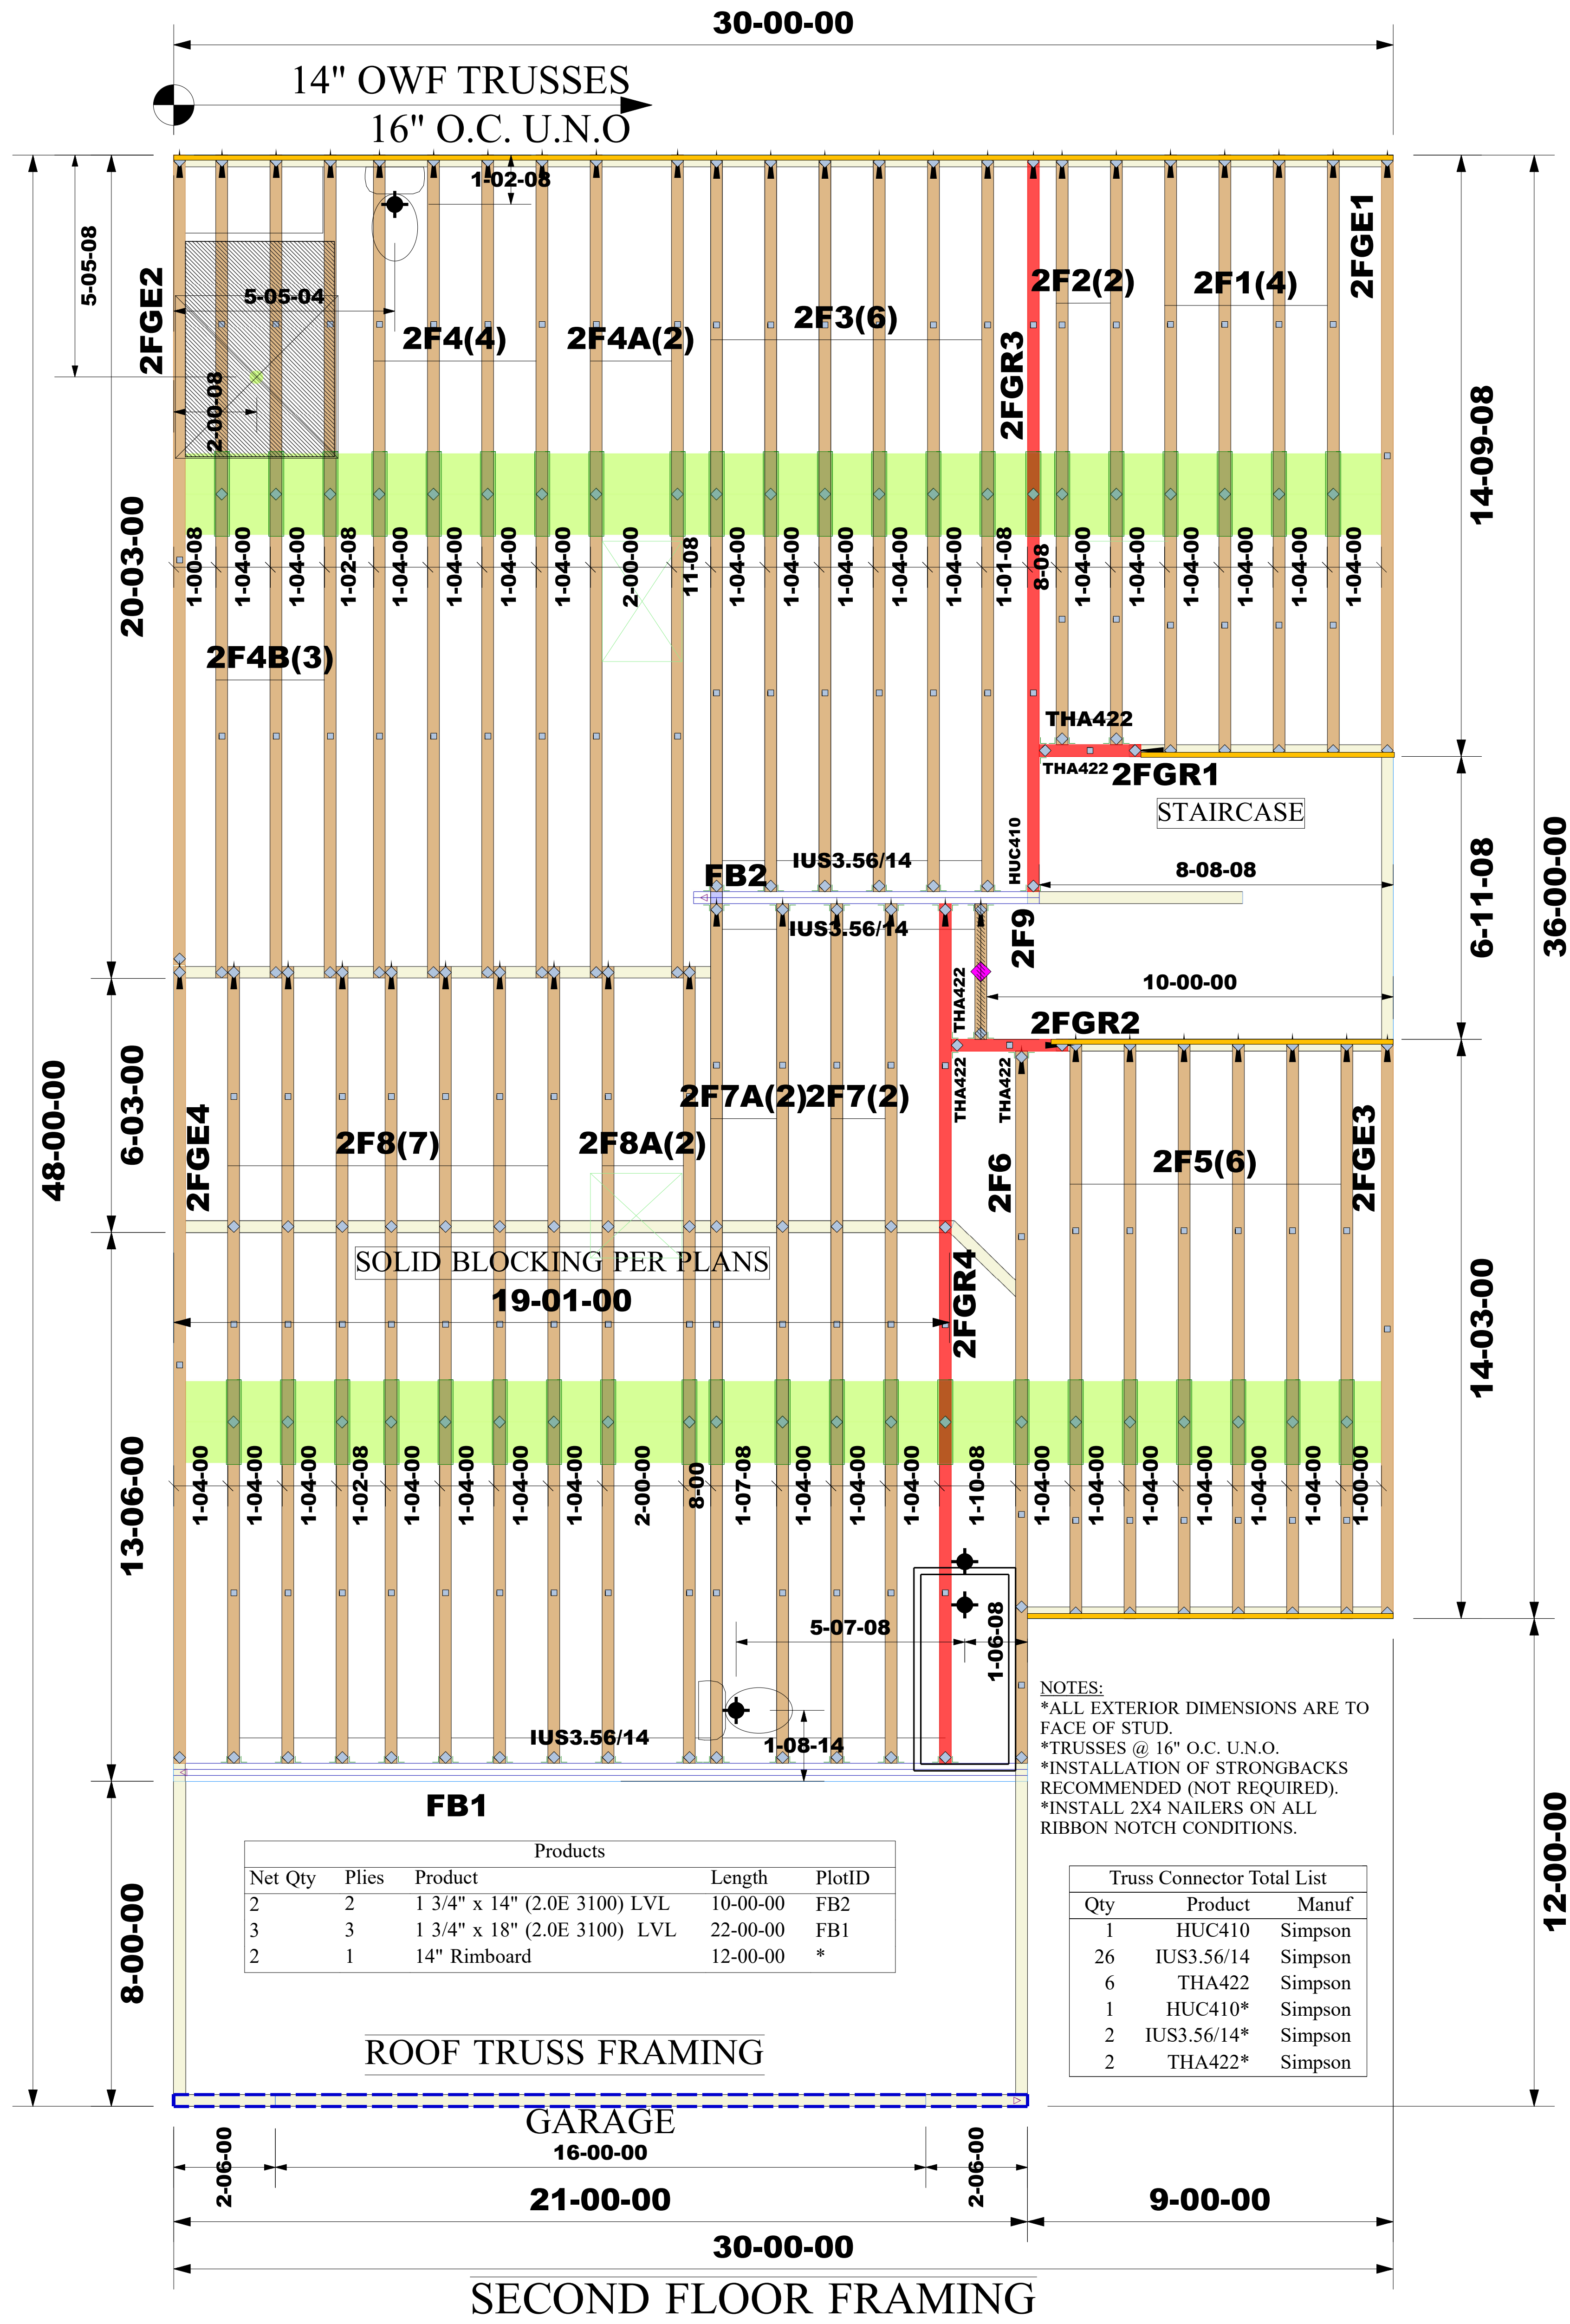 30-00-00
14" OWF TRUSSES
16" O.C. U.N.O
1-02-08
5-05-08
2FGE2
5-05-04
2-00-08
2F4(4)
2F4A(2)
2F3(6)
2FGR3
2F2(2)
2F1(4)
2FGE1
14-09-08
20-03-00
1-00-08
1-04-00
1-04-00
1-02-08
1-04-00
1-04-00
1-04-00
1-04-00
2-00-00
11-08
1-04-00
1-04-00
1-04-00
1-04-00
1-04-00
1-01-08
8-08
1-04-00
1-04-00
1-04-00
1-04-00
1-04-00
1-04-00
2F4B(3)
THA422
THA422
2FGR1
STAIRCASE
HUC410
IUS3.56/14
FB2
8-08-08
6-11-08
36-00-00
IUS3.56/14
2F9
THA422
10-00-00
2FGR2
48-00-00
6-03-00
2FGE4
2F8(7)
2F8A(2)
2F7A(2)
2F7(2)
THA422
THA422
2F6
2F5(6)
2FGE3
SOLID BLOCKING PER PLANS
19-01-00
2FGR4
14-03-00
13-06-00
1-04-00
1-04-00
1-04-00
1-02-08
1-04-00
1-04-00
1-04-00
1-04-00
2-00-00
8-00
1-07-08
1-04-00
1-04-00
1-04-00
1-10-08
1-04-00
1-04-00
1-04-00
1-04-00
1-04-00
1-04-00
1-00-00
5-07-08
1-06-08
IUS3.56/14
1-08-14
NOTES:
*ALL EXTERIOR DIMENSIONS ARE TO
FACE OF STUD.
*TRUSSES @ 16" O.C. U.N.O.
*INSTALLATION OF STRONGBACKS
RECOMMENDED (NOT REQUIRED).
*INSTALL 2X4 NAILERS ON ALL
RIBBON NOTCH CONDITIONS.
FB1
8-00-00
12-00-00
Products
Net Qty Plies Product Length PlotID
2 2 1 3/4" x 14" (2.0E 3100) LVL 10-00-00 FB2
3 3 1 3/4" x 18" (2.0E 3100) LVL 22-00-00 FB1
2 1 14" Rimboard 12-00-00 *
Truss Connector Total List
Qty Product Manuf
1 HUC410 Simpson
26 IUS3.56/14 Simpson
6 THA422 Simpson
1 HUC410* Simpson
2 IUS3.56/14* Simpson
2 THA422* Simpson
ROOF TRUSS FRAMING
GARAGE
2-06-00
16-00-00
2-06-00
21-00-00
9-00-00
30-00-00
SECOND FLOOR FRAMING